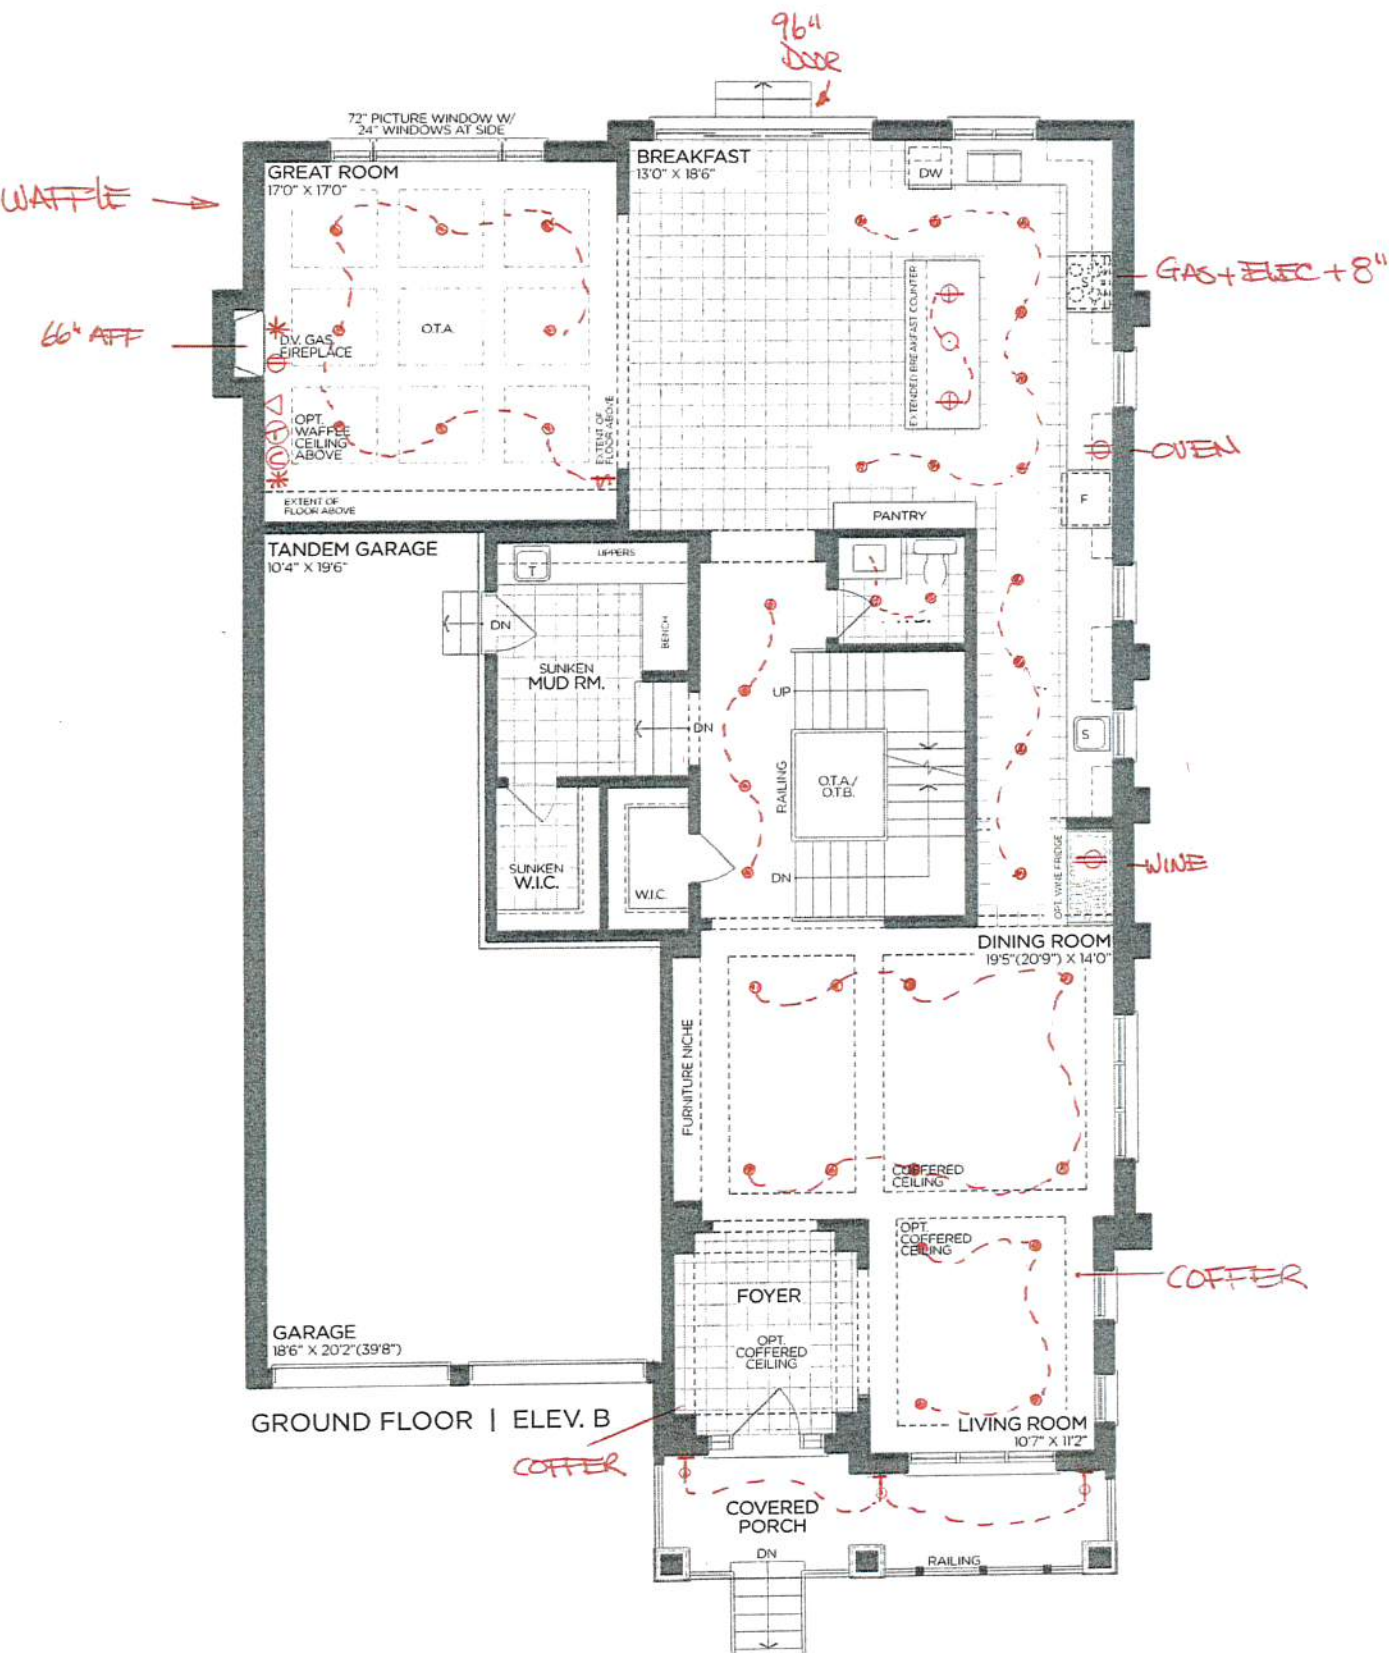 96"
DOOR
72" PICTURE WINDOW W/
24" WINDOWS AT SIDE
GREAT ROOM
17'0" X 17'0"
BREAKFAST
13'0" X 18'6"
DW
WAFFLE
GAS + ELEC + 8"
S
EXTENDED BREAKFAST COUNTER
O.T.A.
66" AFF
D.V. GAS
FIREPLACE
OPT.
WAFFLE
CEILING
ABOVE
EXTENT OF
FLOOR ABOVE
OVEN
F
EXTENT OF
FLOOR ABOVE
PANTRY
TANDEM GARAGE
10'4" X 19'6"
UPPERS
T
DN
BENCH
SUNKEN
MUD RM.
UP
DN
RAILING
O.T.A./
O.T.B.
S
SUNKEN
W.I.C.
W.I.C.
DN
OPT. WINE FRIDGE
WINE
DINING ROOM
19'5"(20'9") X 14'0"
FURNITURE NICHE
COFFERED
CEILING
OPT.
COFFERED
CEILING
COFFER
FOYER
OPT.
COFFERED
CEILING
GARAGE
18'6" X 20'2"(39'8")
LIVING ROOM
10'7" X 11'2"
GROUND FLOOR | ELEV. B
COFFER
COVERED
PORCH
DN
RAILING